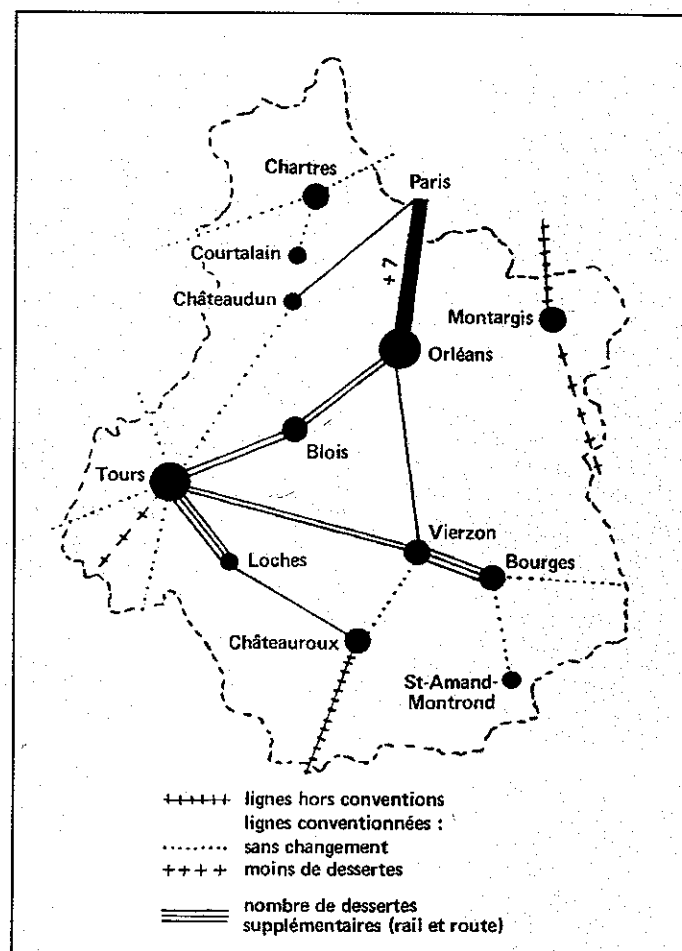 Chartres
Paris
Courtalain
Châteaudun
+7
Montargis
Orléans
Blois
Tours
Vierzon
Loches
Bourges
Châteauroux
St-Amand-
Montrond
lignes hors conventions
lignes conventionnées :
sans changement
moins de dessertes
nombre de dessertes
supplémentaires (rail et route)